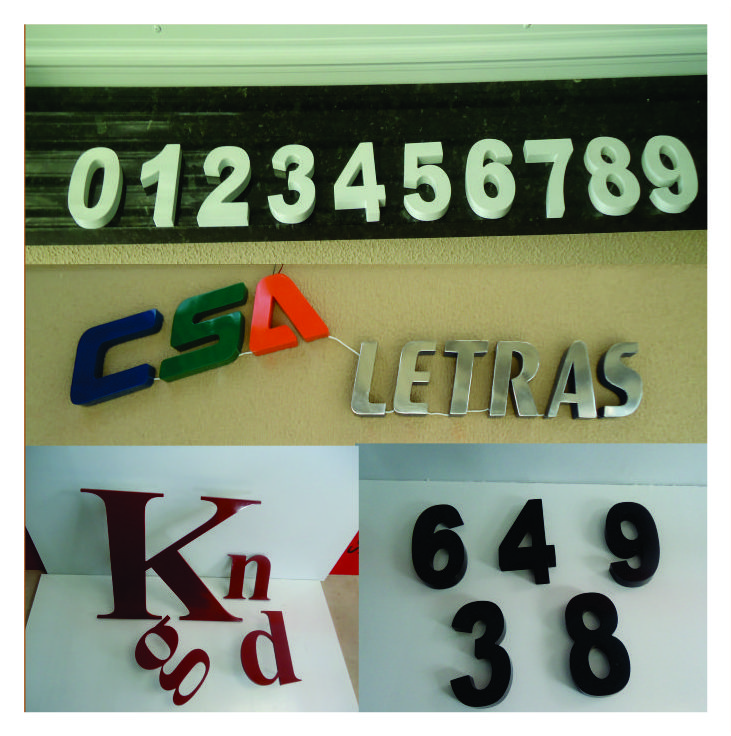 0123456789
CSA LETRAS
K n
e g d
6 4 9
3 8